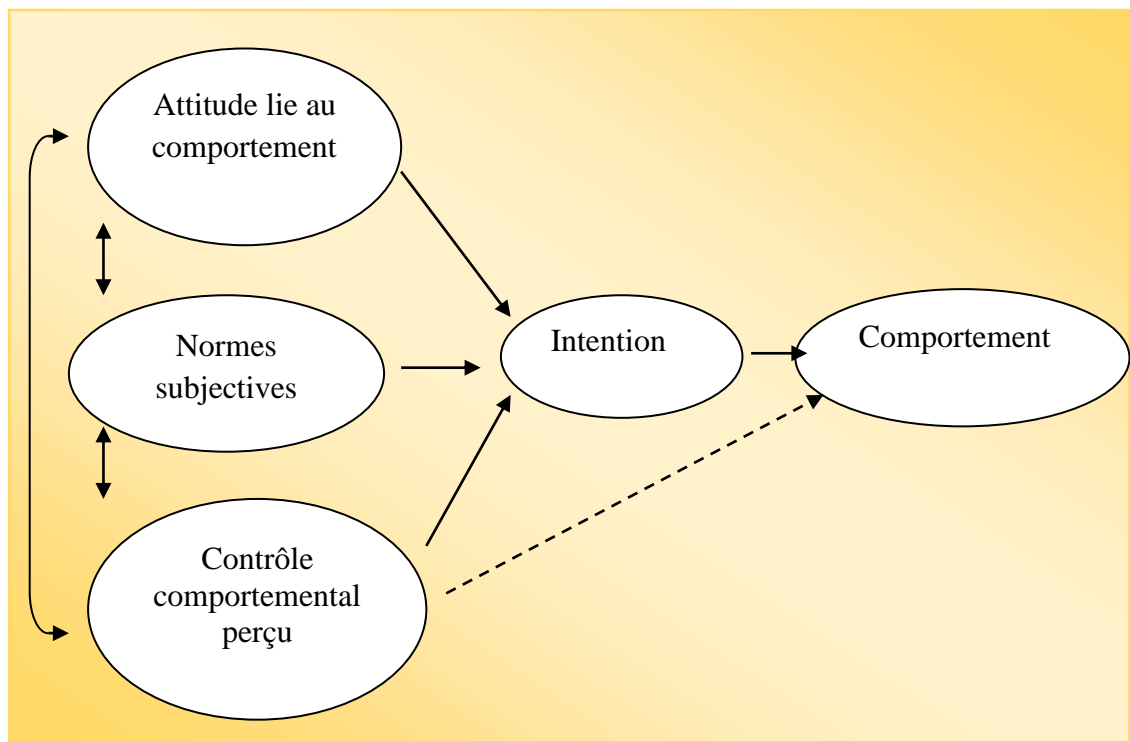 Attitude lie au
comportement
Normes
subjectives
Intention
Comportement
Contrôle
comportemental
perçu